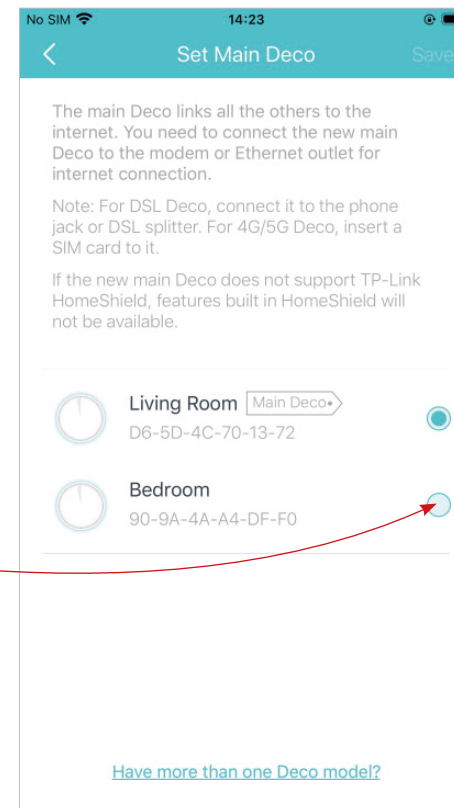 No SIM 14:23
Set Main Deco Save
The main Deco links all the others to the
internet. You need to connect the new main
Deco to the modem or Ethernet outlet for
internet connection.
Note: For DSL Deco, connect it to the phone
jack or DSL splitter. For 4G/5G Deco, insert a
SIM card to it.
If the new main Deco does not support TP-Link
HomeShield, features built in HomeShield will
not be available.
Living Room Main Deco
D6-5D-4C-70-13-72
Bedroom
90-9A-4A-A4-DF-F0
Have more than one Deco model?